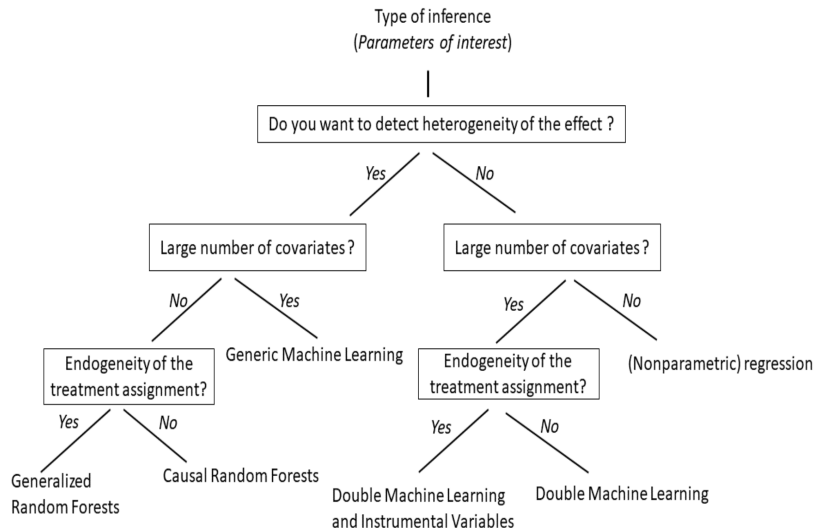 Type of inference
(Parameters of interest)
Do you want to detect heterogeneity of the effect ?
Yes
No
Large number of covariates ?
Large number of covariates ?
No
Yes
Yes
No
Endogeneity of the
treatment assignment?
Generic Machine Learning
Endogeneity of the
treatment assignment?
(Nonparametric) regression
Yes
No
Yes
No
Generalized
Random Forests
Causal Random Forests
Double Machine Learning
and Instrumental Variables
Double Machine Learning